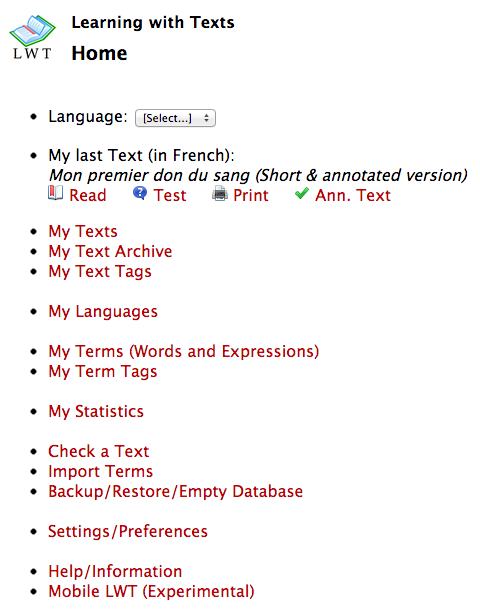 Learning with Texts
LWT
Home
Language: [Select...]
My last Text (in French):
Mon premier don du sang (Short & annotated version)
Read Test Print Ann. Text
My Texts
My Text Archive
My Text Tags
My Languages
My Terms (Words and Expressions)
My Term Tags
My Statistics
Check a Text
Import Terms
Backup/Restore/Empty Database
Settings/Preferences
Help/Information
Mobile LWT (Experimental)